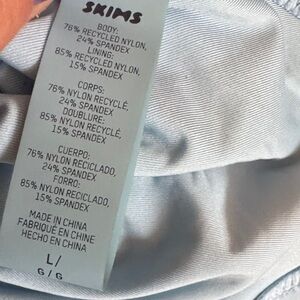 SKIMS
BODY:
76% RECYCLED NYLON,
24% SPANDEX
LINING:
85% RECYCLED NYLON,
15% SPANDEX
CORPS:
76% NYLON RECYCLÉ,
24% SPANDEX
DOUBLURE:
85% NYLON RECYCLÉ,
15% SPANDEX
CUERPO:
76% NYLON RECICLADO,
24% SPANDEX
FORRO:
85% NYLON RECICLADO,
15% SPANDEX
MADE IN CHINA
FABRIQUÉ EN CHINE
HECHO EN CHINA
L/
G/G